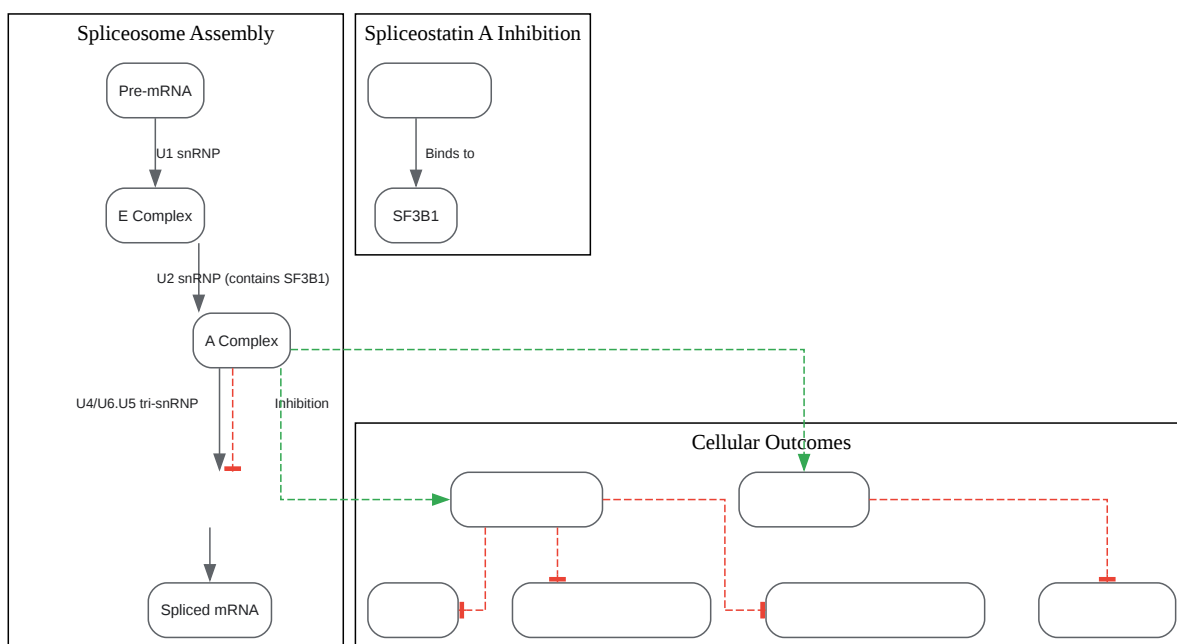 Spliceosome Assembly
Pre-mRNA
U1 snRNP
E Complex
U2 snRNP (contains SF3B1)
A Complex
U4/U6.U5 tri-snRNP
Inhibition
Spliced mRNA
Spliceostatin A Inhibition
Binds to
SF3B1
Cellular Outcomes